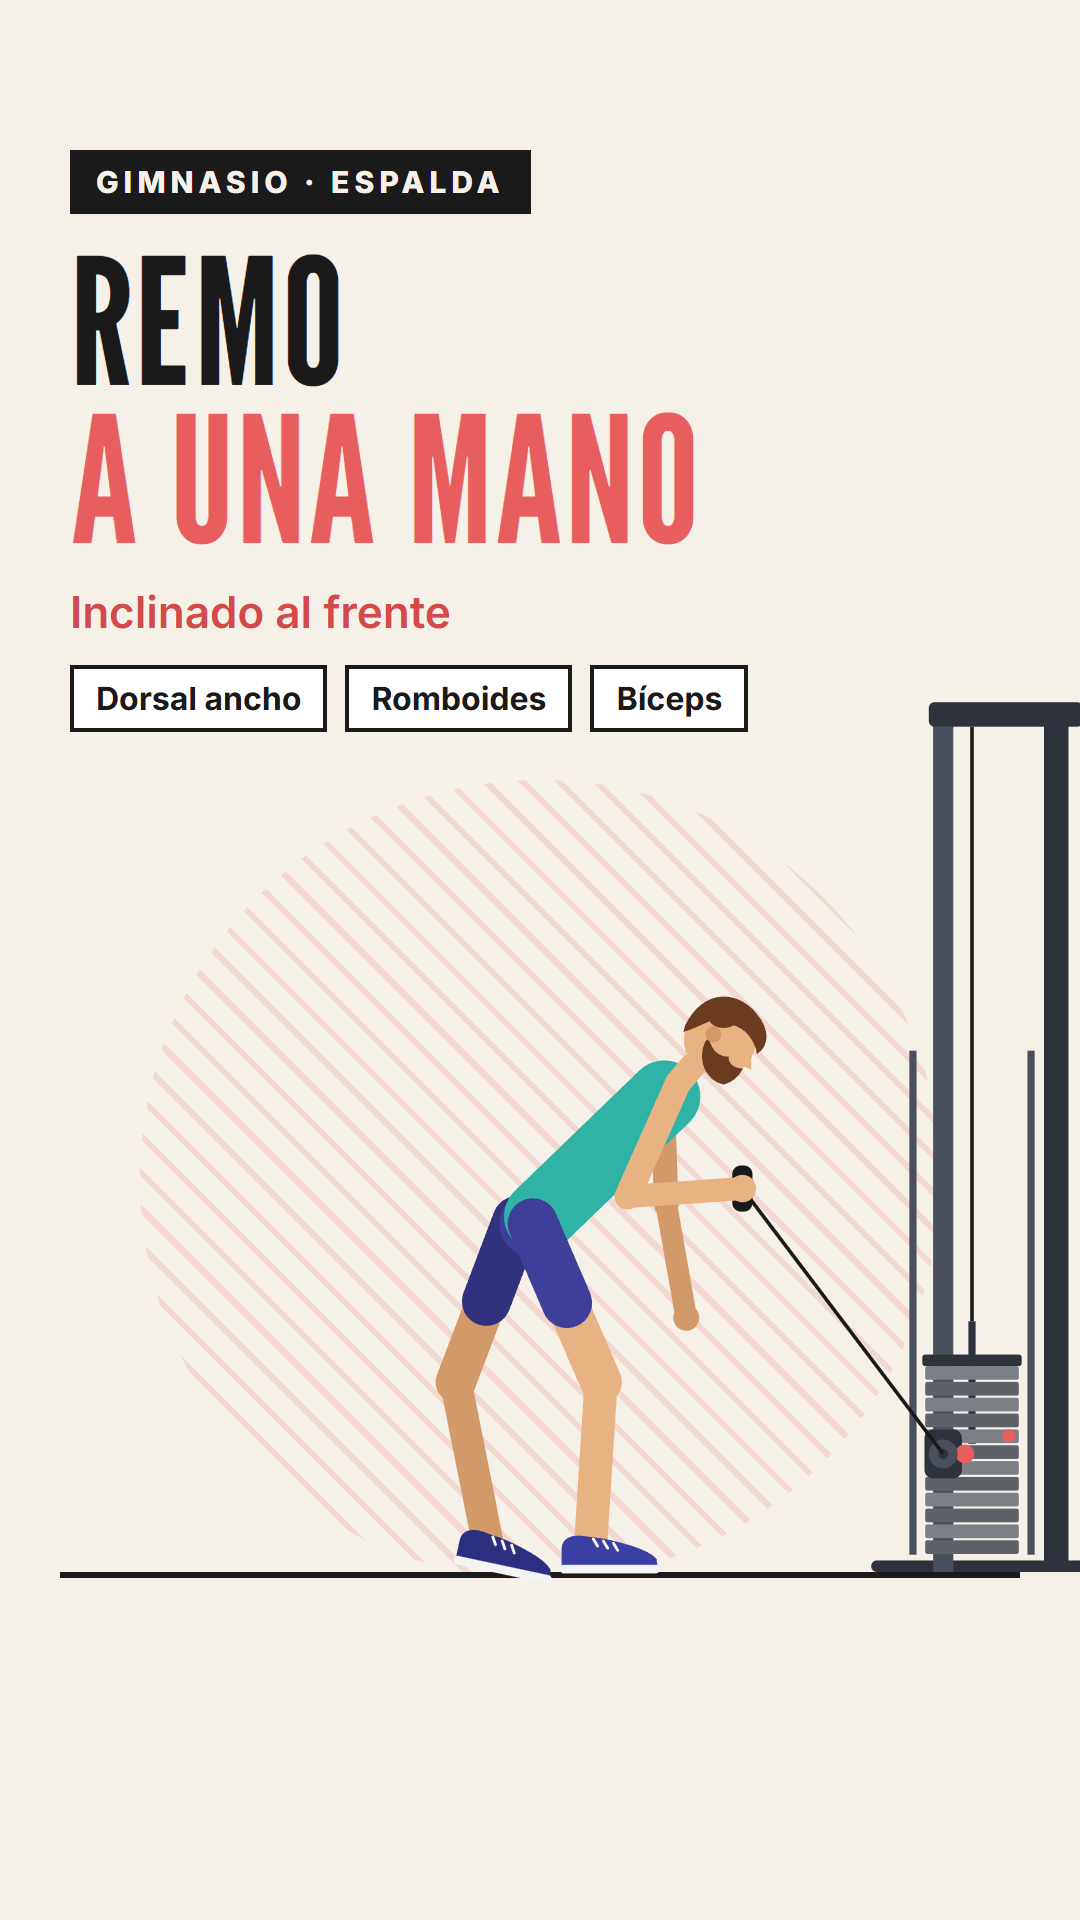 GIMNASIO · ESPALDA
REMO
A UNA MANO
Inclinado al frente
Dorsal ancho
Romboides
Bíceps